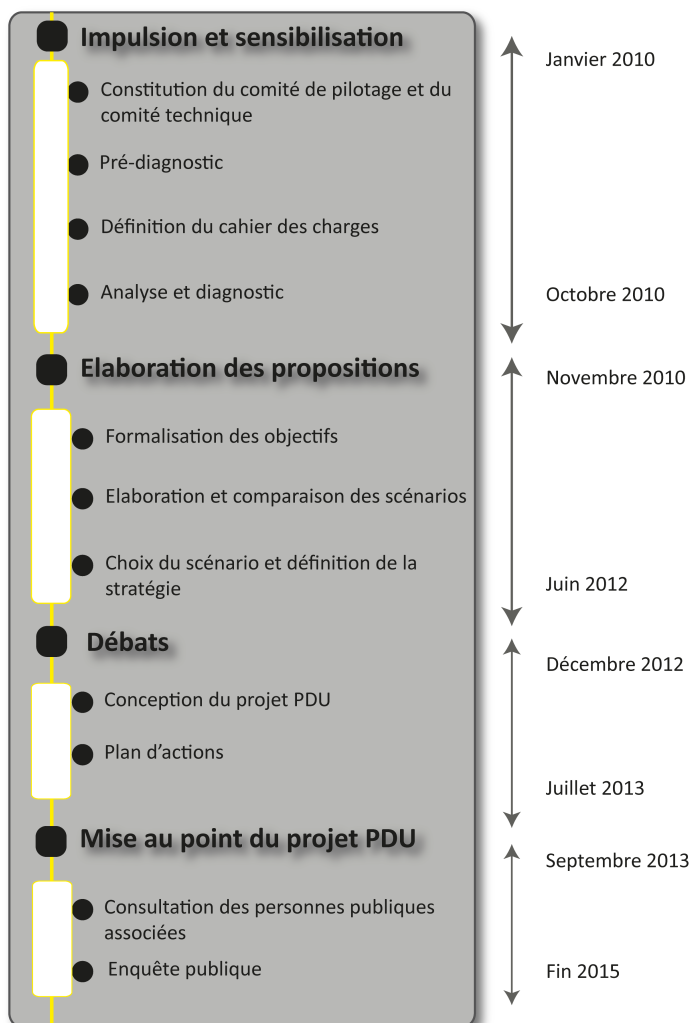 Impulsion et sensibilisation
Janvier 2010
Constitution du comité de pilotage et du
comité technique
Pré-diagnostic
Définition du cahier des charges
Analyse et diagnostic
Octobre 2010
Elaboration des propositions
Novembre 2010
Formalisation des objectifs
Elaboration et comparaison des scénarios
Choix du scénario et définition de la
stratégie
Juin 2012
Débats
Décembre 2012
Conception du projet PDU
Plan d'actions
Juillet 2013
Mise au point du projet PDU
Septembre 2013
Consultation des personnes publiques
associées
Enquête publique
Fin 2015